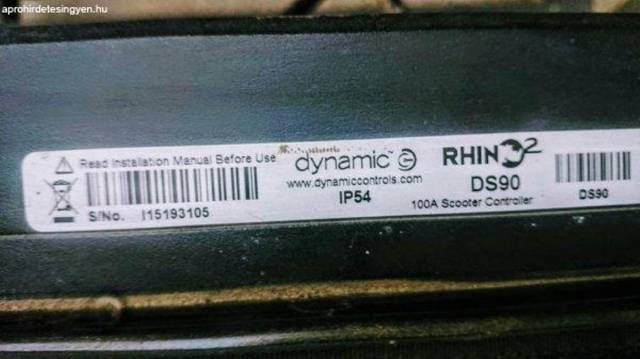 aprohirdetesingyen.hu
Read Installation Manual Before Use
S/No. I15193105
dynamic
www.dynamiccontrols.com
IP54
RHINO2
DS90
100A Scooter Controller
DS90